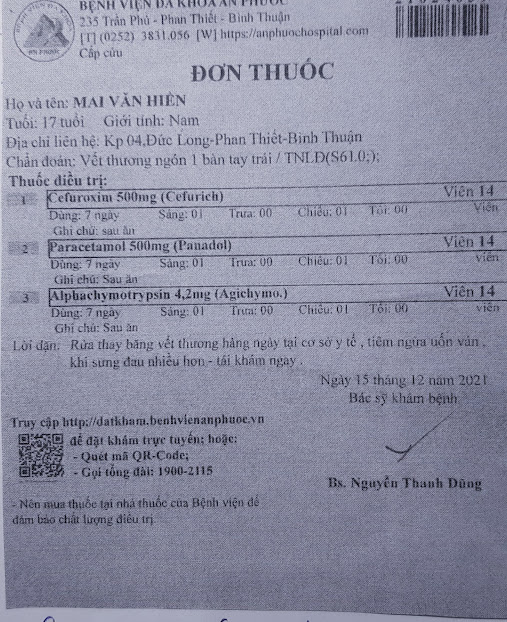 BỆNH VIỆN ĐA KHOA AN PHƯỚC
235 Trần Phú - Phan Thiết - Bình Thuận
[T] (0252) 3831.056 [W] https://anphuochospital.com
Cấp cứu
ĐƠN THUỐC
Họ và tên: MAI VĂN HIỀN
Tuổi: 17 tuổi Giới tính: Nam
Địa chỉ liên hệ: Kp 04,Đức Long-Phan Thiết-Bình Thuận
Chẩn đoán: Vết thương ngón 1 bàn tay trái / TNLĐ(S61.0;);
Thuốc điều trị:
1 Cefuroxim 500mg (Cefurich) Viên 14
Dùng: 7 ngày Sáng: 01 Trưa: 00 Chiều: 01 Tối: 00 Viên
Ghi chú: sau ăn
2 Paracetamol 500mg (Panadol) Viên 14
Dùng: 7 ngày Sáng: 01 Trưa: 00 Chiều: 01 Tối: 00 Viên
Ghi chú: Sau ăn
3 Alphachymotrypsin 4,2mg (Agichymo.) Viên 14
Dùng: 7 ngày Sáng: 01 Trưa: 00 Chiều: 01 Tối: 00 viên
Ghi chú: Sau ăn
Lời dặn: Rửa thay băng vết thương hằng ngày tại cơ sở y tế , tiêm ngừa uốn ván ,
khi sưng đau nhiều hơn - tái khám ngay .
Ngày 15 tháng 12 năm 2021
Bác sỹ khám bệnh
Truy cập http://datkham.benhvienanphuoc.vn
để đặt khám trực tuyến; hoặc:
- Quét mã QR-Code;
- Gọi tổng đài: 1900-2115
Bs. Nguyễn Thanh Dũng
- Nên mua thuốc tại nhà thuốc của Bệnh viện để
đảm bảo chất lượng điều trị